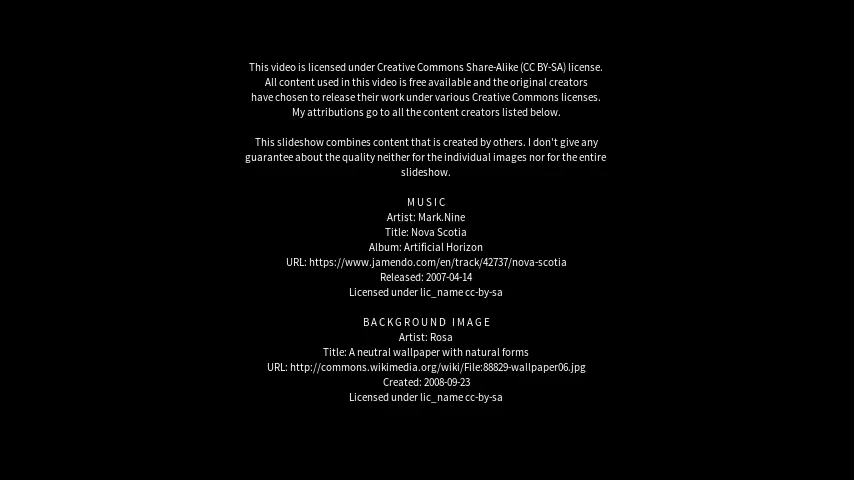 This video is licensed under Creative Commons Share-Alike (CC BY-SA) license.
All content used in this video is free available and the original creators
have chosen to release their work under various Creative Commons licenses.
My attributions go to all the content creators listed below.
This slideshow combines content that is created by others. I don't give any
guarantee about the quality neither for the individual images nor for the entire
slideshow.
MUSIC
Artist: Mark.Nine
Title: Nova Scotia
Album: Artificial Horizon
URL: https://www.jamendo.com/en/track/42737/nova-scotia
Released: 2007-04-14
Licensed under lic_name cc-by-sa
BACKGROUND IMAGE
Artist: Rosa
Title: A neutral wallpaper with natural forms
URL: http://commons.wikimedia.org/wiki/File:88829-wallpaper06.jpg
Created: 2008-09-23
Licensed under lic_name cc-by-sa